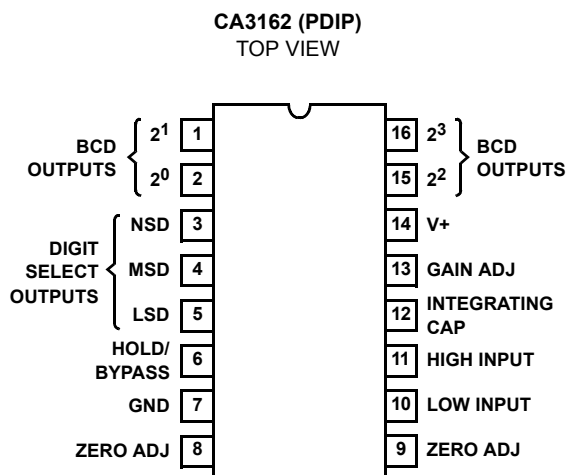 CA3162 (PDIP)
TOP VIEW
BCD
OUTPUTS
2¹ 1
2⁰ 2
DIGIT
SELECT
OUTPUTS
NSD 3
MSD 4
LSD 5
HOLD/
BYPASS 6
GND 7
ZERO ADJ 8
16 2³
15 2²
BCD
OUTPUTS
14 V+
13 GAIN ADJ
12 INTEGRATING
CAP
11 HIGH INPUT
10 LOW INPUT
9 ZERO ADJ